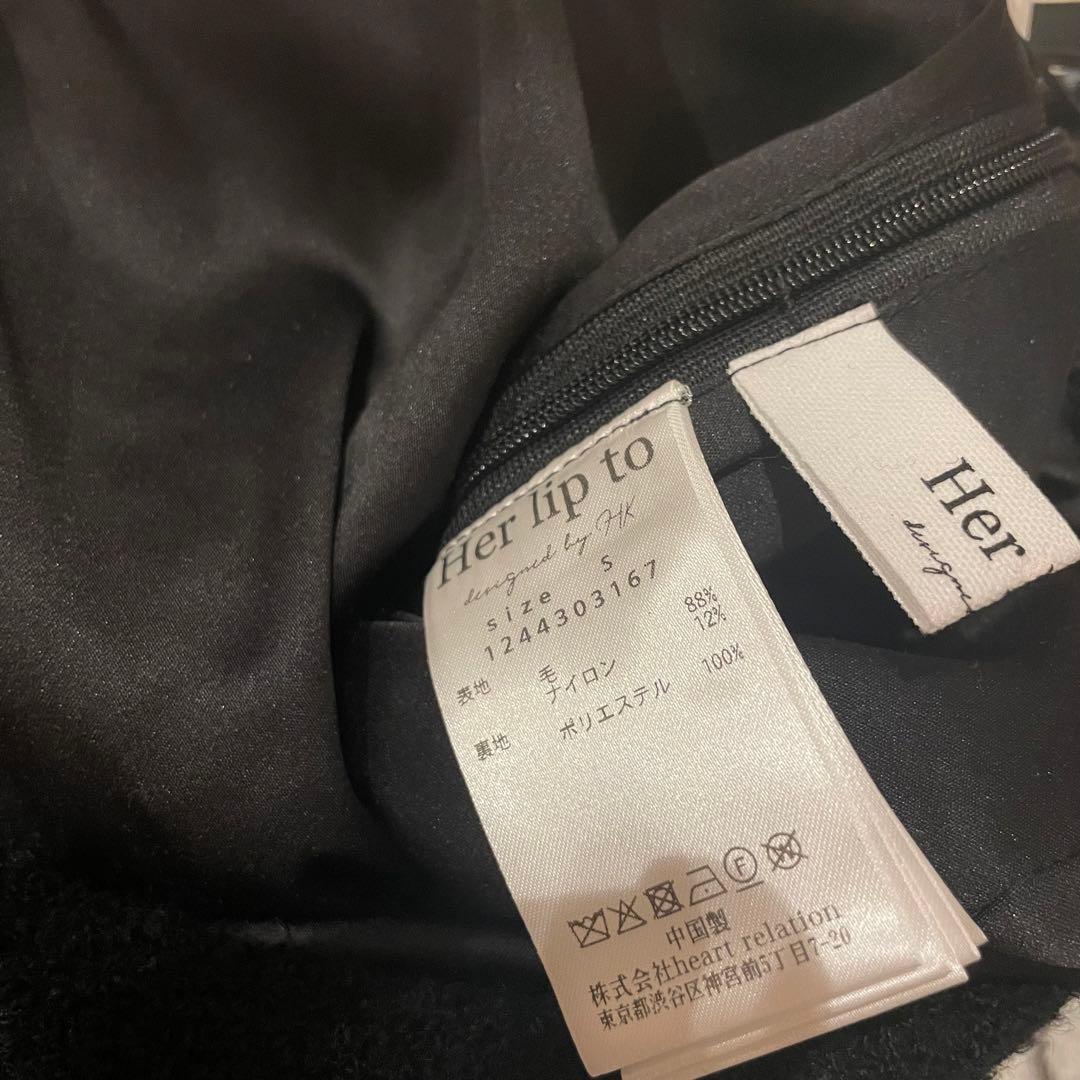 Her lip to
designed by HK
size S
1244303167
表地 毛 88%
ナイロン 12%
裏地 ポリエステル 100%
F
W
中国製
株式会社heart relation
東京都渋谷区神宮前5丁目7-20
Her
designe